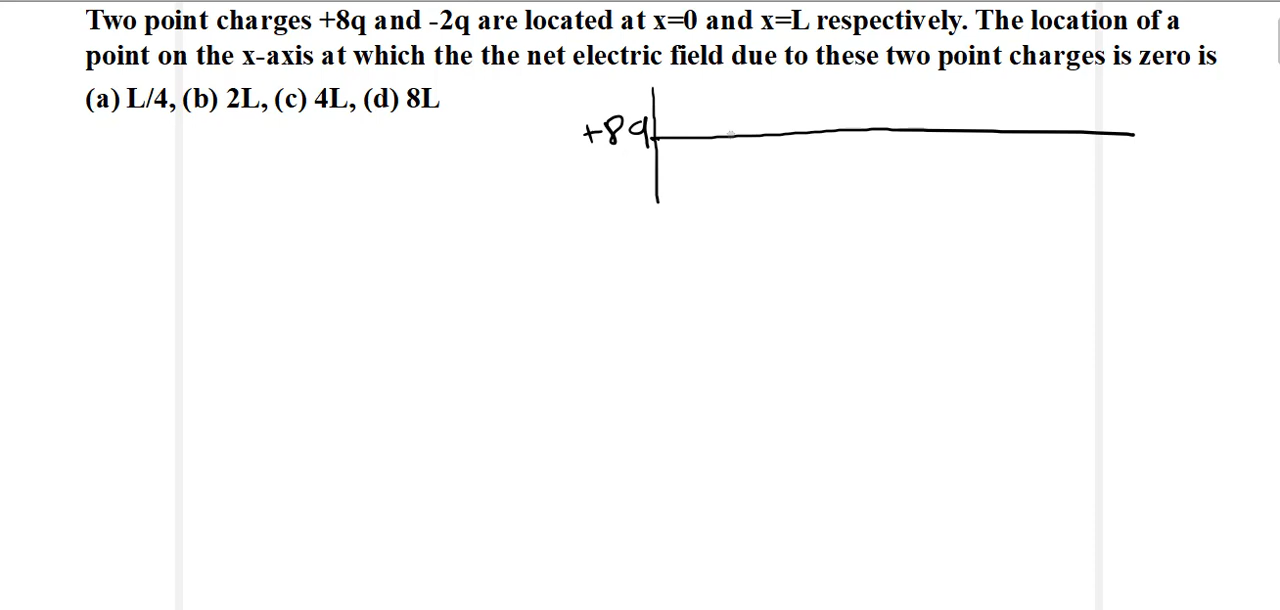 Two point charges +8q and -2q are located at x=0 and x=L respectively. The location of a
point on the x-axis at which the the net electric field due to these two point charges is zero is
(a) L/4, (b) 2L, (c) 4L, (d) 8L
+8q